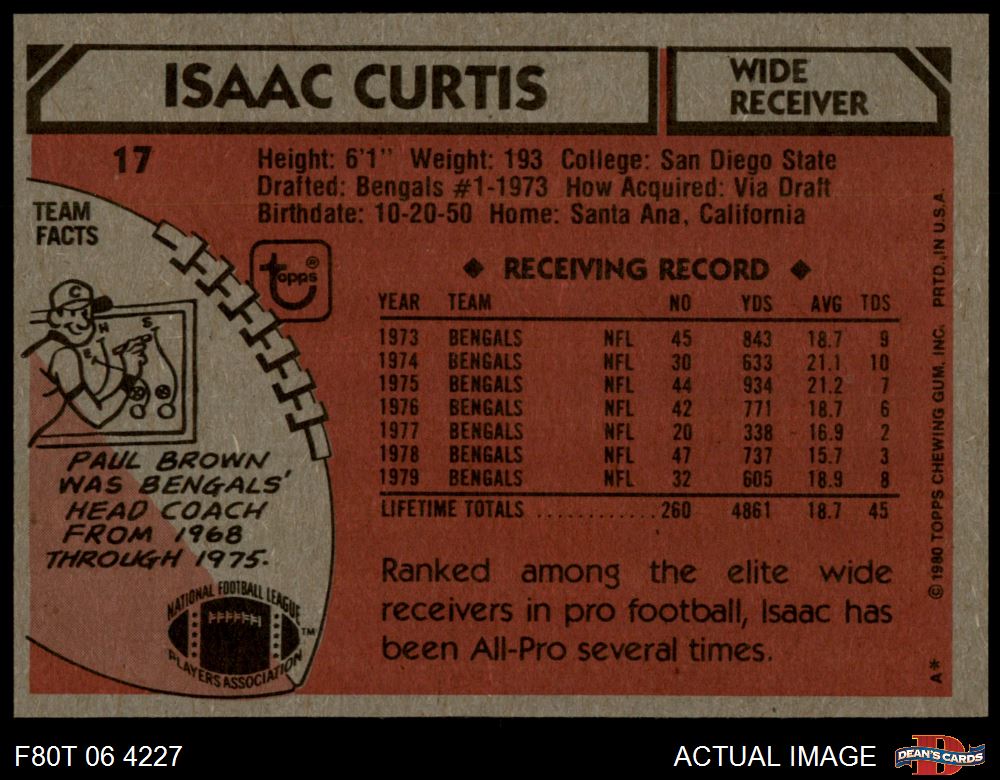 ISAAC CURTIS
WIDE
RECEIVER
17
Height: 6'1" Weight: 193 College: San Diego State
Drafted: Bengals #1-1973 How Acquired: Via Draft
Birthdate: 10-20-50 Home: Santa Ana, California
TEAM
FACTS
C
H
S
E
topps®
◆ RECEIVING RECORD ◆
YEAR TEAM NO YDS AVG TDS
1973 BENGALS NFL 45 843 18.7 9
1974 BENGALS NFL 30 633 21.1 10
1975 BENGALS NFL 44 934 21.2 7
1976 BENGALS NFL 42 771 18.7 6
1977 BENGALS NFL 20 338 16.9 2
1978 BENGALS NFL 47 737 15.7 3
1979 BENGALS NFL 32 605 18.9 8
LIFETIME TOTALS ............ 260 4861 18.7 45
PAUL BROWN
WAS BENGALS'
HEAD COACH
FROM 1968
THROUGH 1975.
NATIONAL FOOTBALL LEAGUE
PLAYERS ASSOCIATION
TM
Ranked among the elite wide
receivers in pro football, Isaac has
been All-Pro several times.
A* © 1980 TOPPS CHEWING GUM, INC. PRTD. IN U.S.A.
F80T 06 4227
ACTUAL IMAGE
D
DEAN'S CARDS